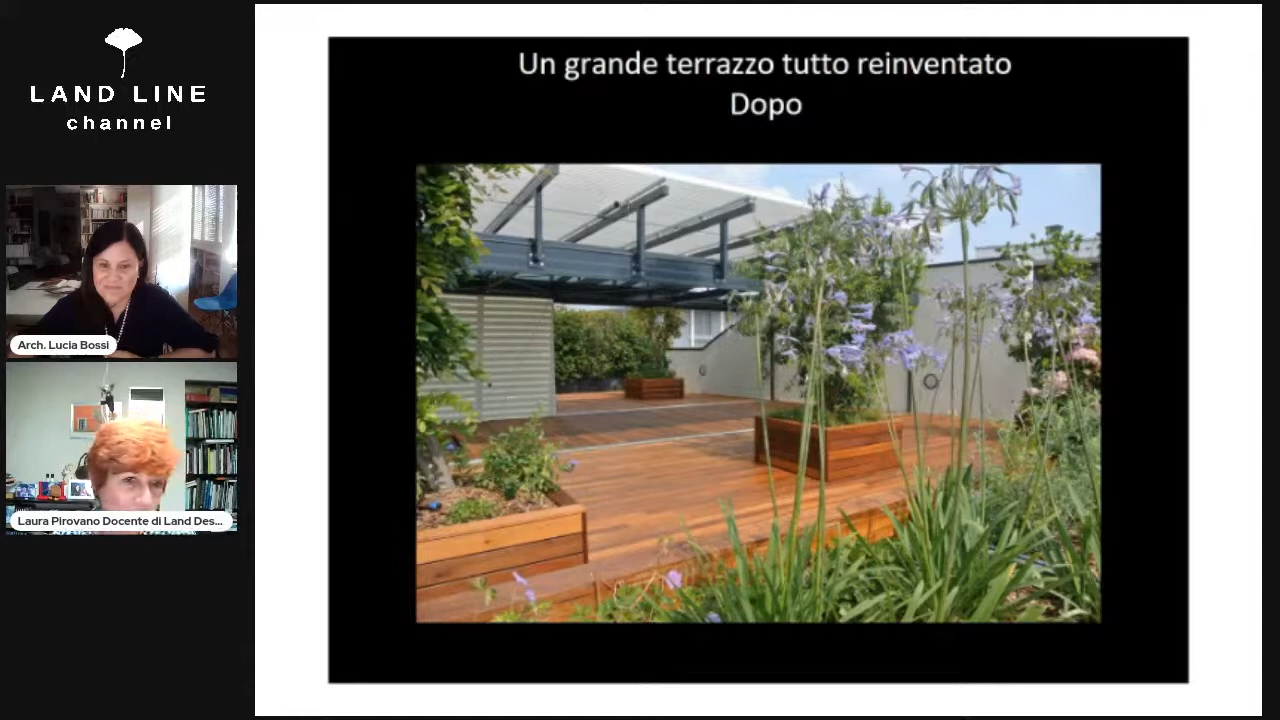 LAND LINE
channel
Arch. Lucia Bossi
Laura Pirovano Docente di Land Des...
Un grande terrazzo tutto reinventato
Dopo